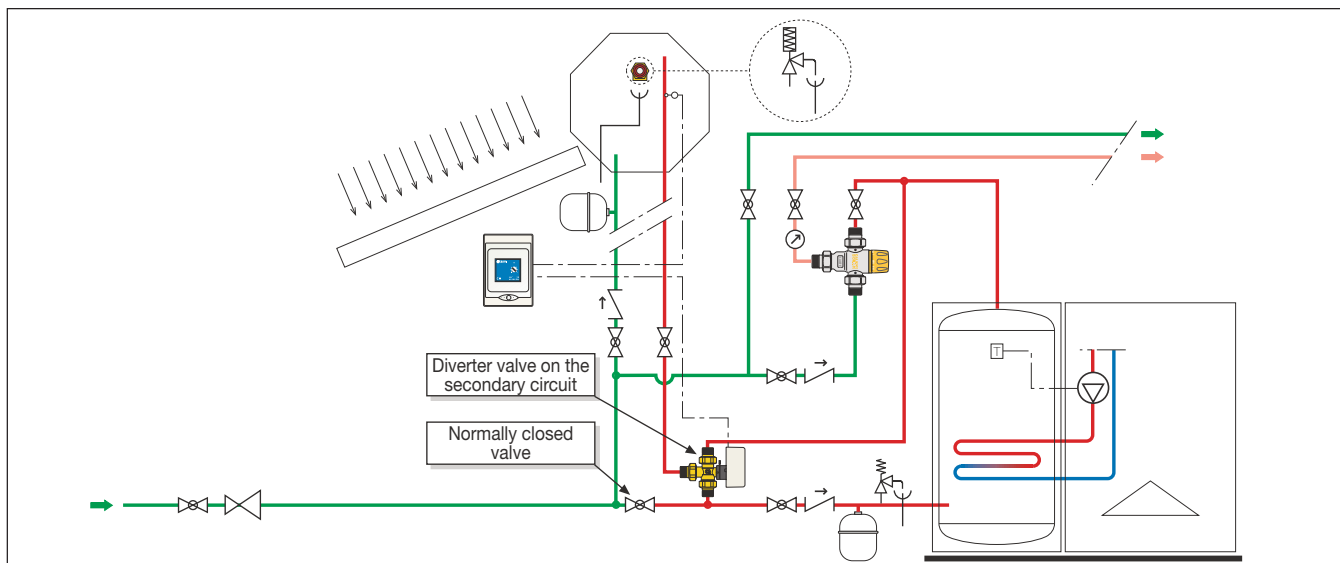 Diverter valve on the
secondary circuit
Normally closed
valve
T